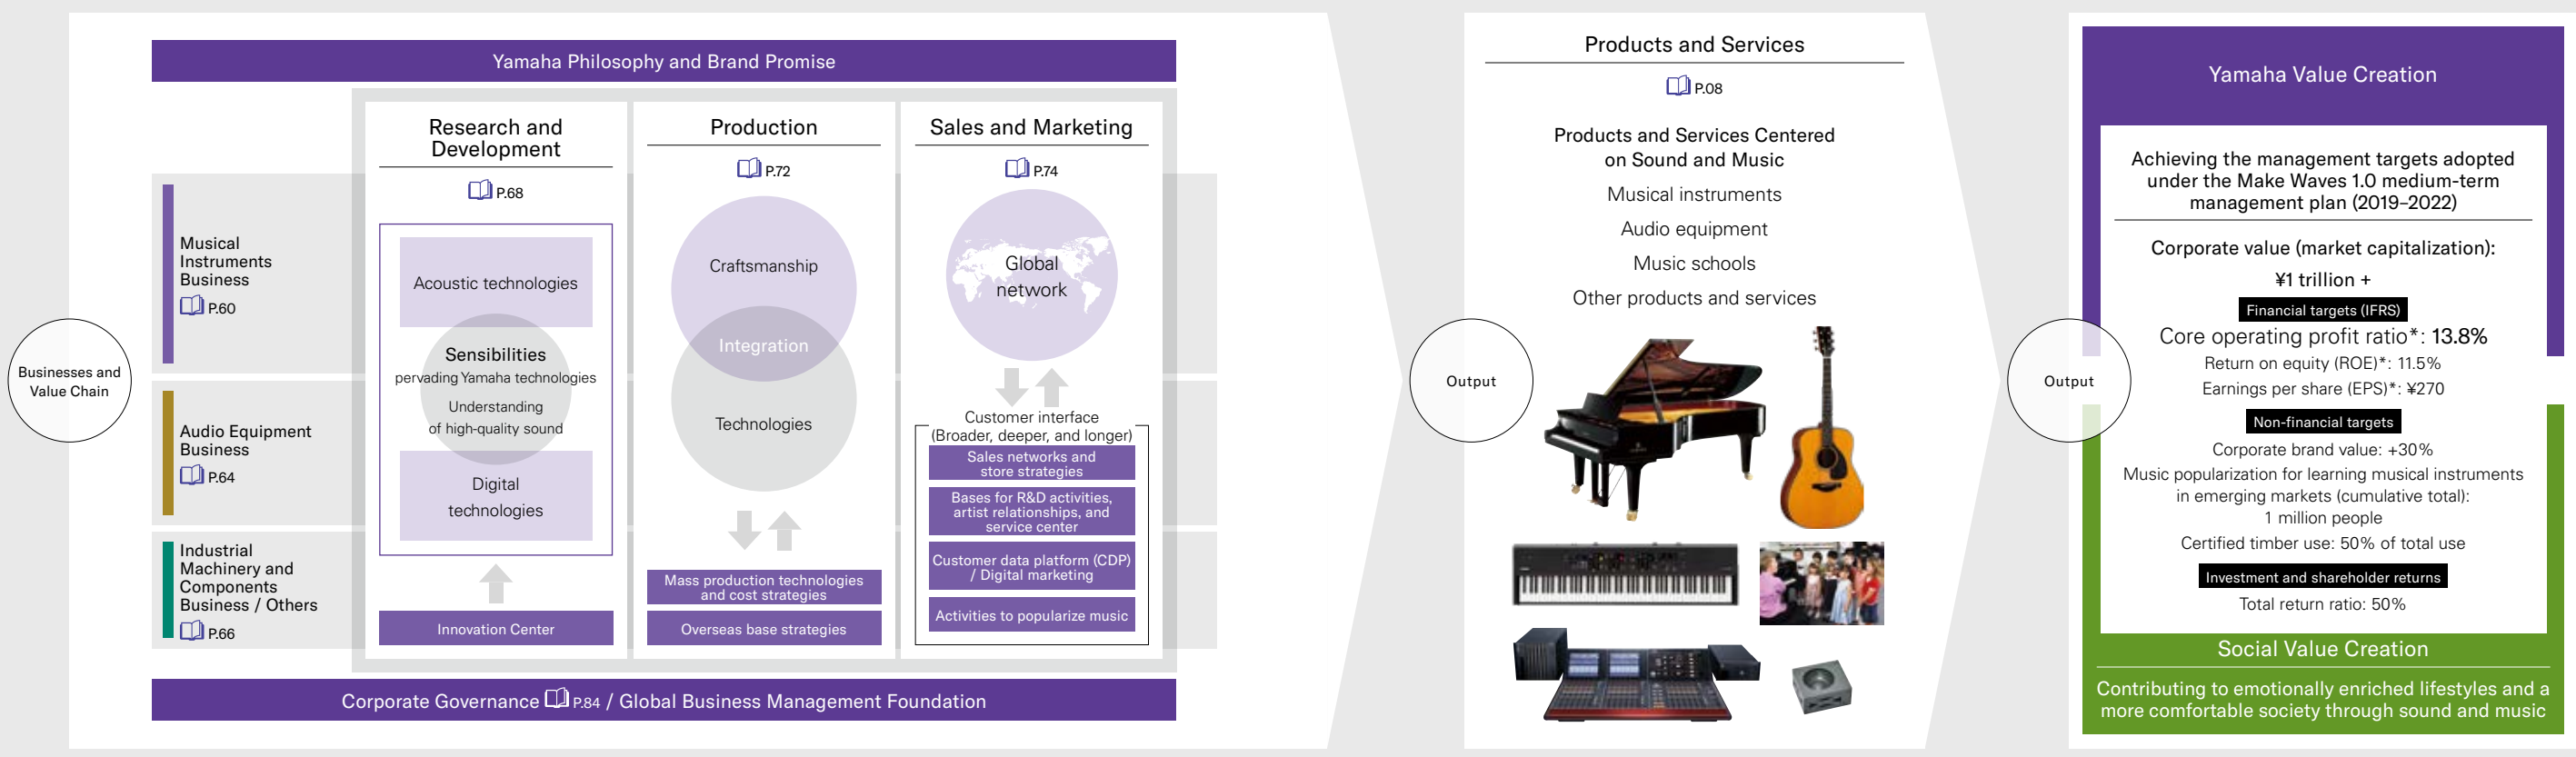 Yamaha Philosophy and Brand Promise
Businesses and
Value Chain
Musical
Instruments
Business
P.60
Audio Equipment
Business
P.64
Industrial
Machinery and
Components
Business / Others
P.66
Research and
Development
P.68
Acoustic technologies
Sensibilities
pervading Yamaha technologies
Understanding
of high-quality sound
Digital
technologies
Innovation Center
Production
P.72
Craftsmanship
Integration
Technologies
Mass production technologies
and cost strategies
Overseas base strategies
Sales and Marketing
P.74
Global
network
Customer interface
(Broader, deeper, and longer)
Sales networks and
store strategies
Bases for R&D activities,
artist relationships, and
service center
Customer data platform (CDP)
/ Digital marketing
Activities to popularize music
Corporate Governance P.84 / Global Business Management Foundation
Output
Products and Services
P.08
Products and Services Centered
on Sound and Music
Musical instruments
Audio equipment
Music schools
Other products and services
Output
Yamaha Value Creation
Achieving the management targets adopted
under the Make Waves 1.0 medium-term
management plan (2019–2022)
Corporate value (market capitalization):
¥1 trillion +
Financial targets (IFRS)
Core operating profit ratio*: 13.8%
Return on equity (ROE)*: 11.5%
Earnings per share (EPS)*: ¥270
Non-financial targets
Corporate brand value: +30%
Music popularization for learning musical instruments
in emerging markets (cumulative total):
1 million people
Certified timber use: 50% of total use
Investment and shareholder returns
Total return ratio: 50%
Social Value Creation
Contributing to emotionally enriched lifestyles and a
more comfortable society through sound and music